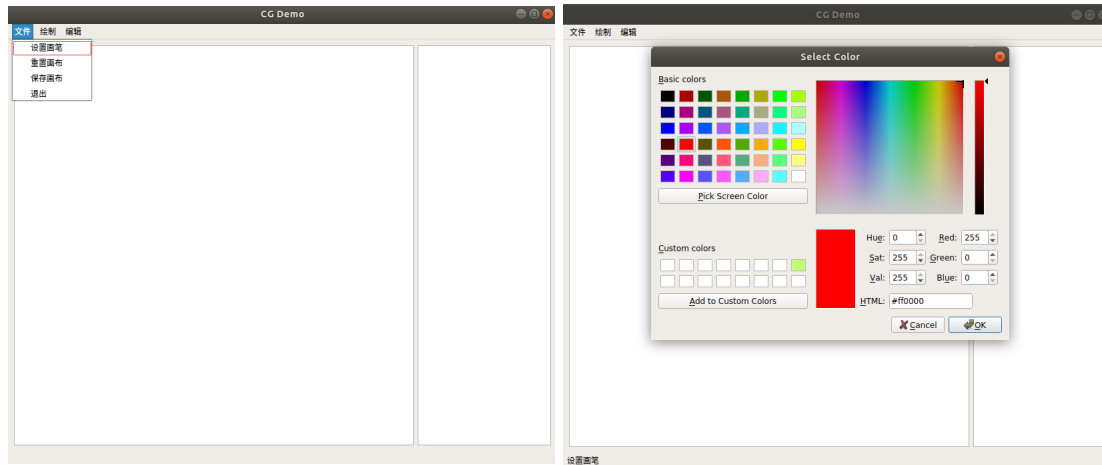 CG Demo
文件 绘制 编辑
设置画笔
重置画布
保存画布
退出
CG Demo
文件 绘制 编辑
Select Color
Basic colors
Pick Screen Color
Custom colors
Add to Custom Colors
Hue: 0 Red: 255
Sat: 255 Green: 0
Val: 255 Blue: 0
HTML: #ff0000
Cancel OK
设置画笔